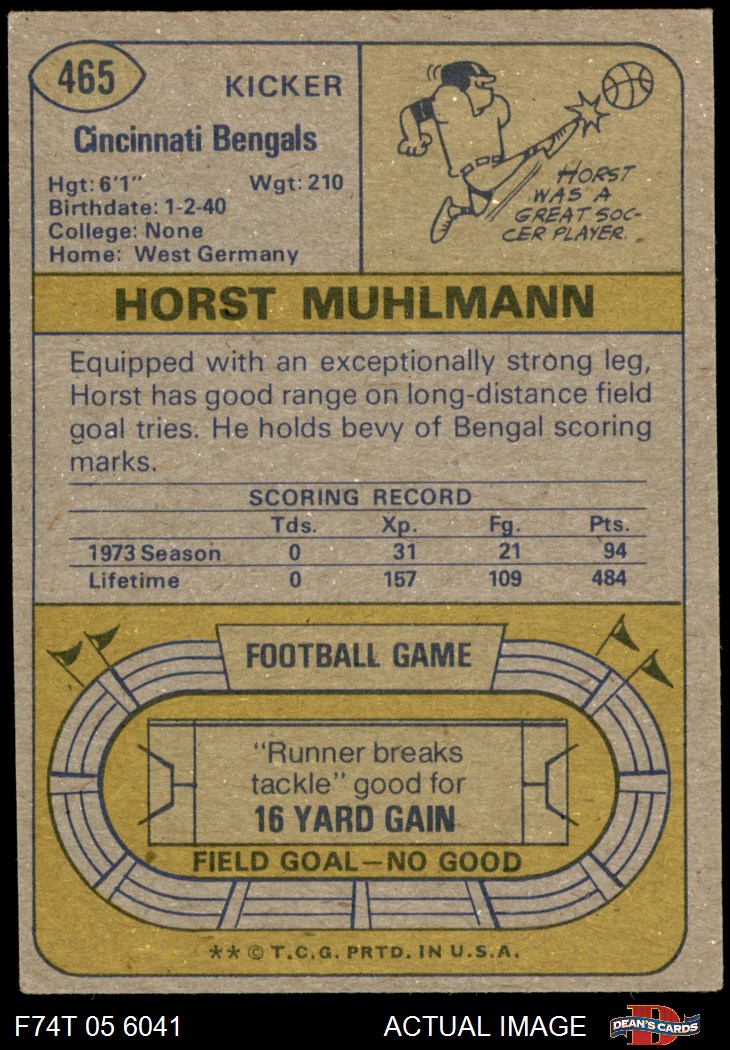 465
KICKER
Cincinnati Bengals
Hgt: 6'1" Wgt: 210
Birthdate: 1-2-40
College: None
Home: West Germany
HORST
WAS A
GREAT SOC-
CER PLAYER.
HORST MUHLMANN
Equipped with an exceptionally strong leg,
Horst has good range on long-distance field
goal tries. He holds bevy of Bengal scoring
marks.
SCORING RECORD
Tds. Xp. Fg. Pts.
1973 Season 0 31 21 94
Lifetime 0 157 109 484
FOOTBALL GAME
"Runner breaks
tackle" good for
16 YARD GAIN
FIELD GOAL—NO GOOD
** © T.C.G. PRTD. IN U.S.A.
F74T 05 6041 ACTUAL IMAGE
D
DEAN'S CARDS